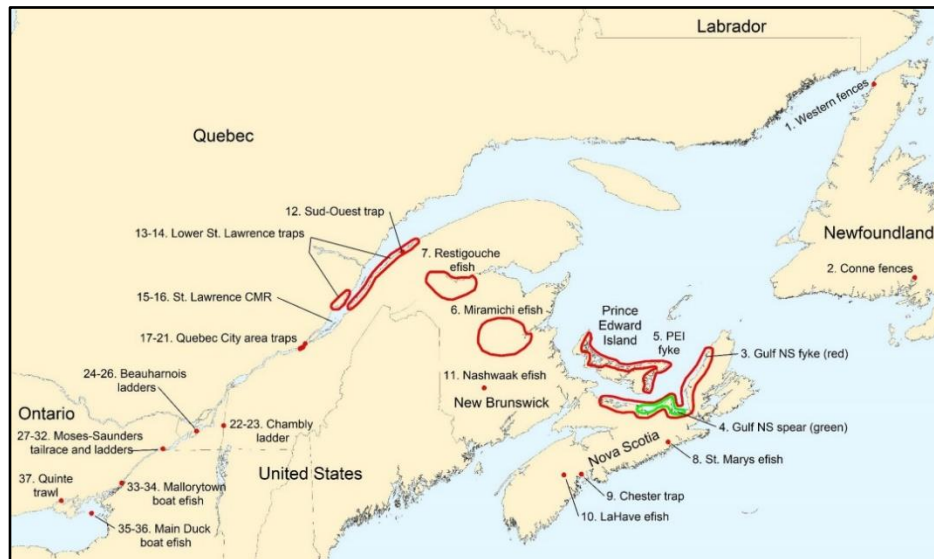 Labrador
Quebec
1. Western fences
Newfoundland
2. Conne fences
12. Sud-Ouest trap
13-14. Lower St. Lawrence traps
7. Restigouche
efish
15-16. St. Lawrence CMR
6. Miramichi efish
Prince
Edward
Island
5. PEI
fyke
17-21. Quebec City area traps
3. Gulf NS fyke (red)
24-26. Beauharnois
ladders
11. Nashwaak efish
New Brunswick
4. Gulf NS spear (green)
Ontario
22-23. Chambly
ladder
27-32. Moses-Saunders
tailrace and ladders
Nova Scotia
8. St. Marys efish
United States
37. Quinte
trawl
33-34. Mallorytown
boat efish
9. Chester trap
10. LaHave efish
35-36. Main Duck
boat efish